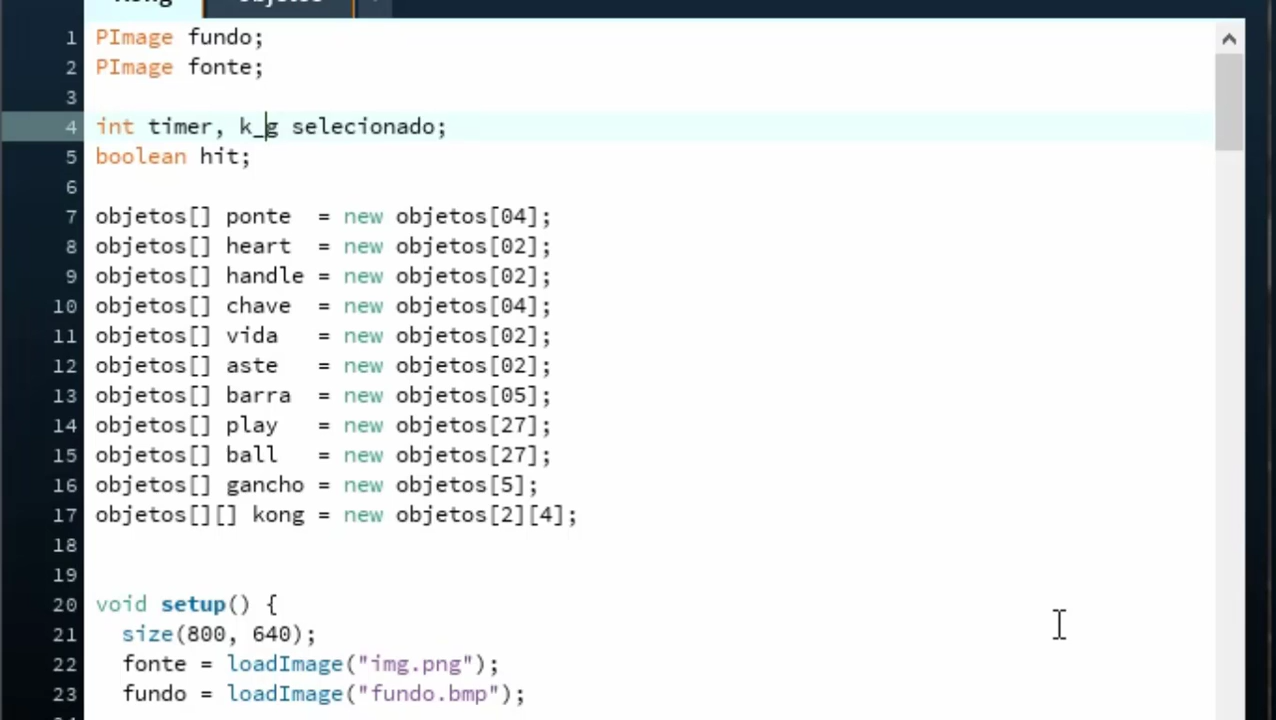 Kong objetos
1 PImage fundo;
2 PImage fonte;
3
4 int timer, k_g selecionado;
5 boolean hit;
6
7 objetos[] ponte  = new objetos[04];
8 objetos[] heart  = new objetos[02];
9 objetos[] handle = new objetos[02];
10 objetos[] chave  = new objetos[04];
11 objetos[] vida   = new objetos[02];
12 objetos[] aste   = new objetos[02];
13 objetos[] barra  = new objetos[05];
14 objetos[] play   = new objetos[27];
15 objetos[] ball   = new objetos[27];
16 objetos[] gancho = new objetos[5];
17 objetos[][] kong = new objetos[2][4];
18
19
20 void setup() {
21   size(800, 640);
22   fonte = loadImage("img.png");
23   fundo = loadImage("fundo.bmp");